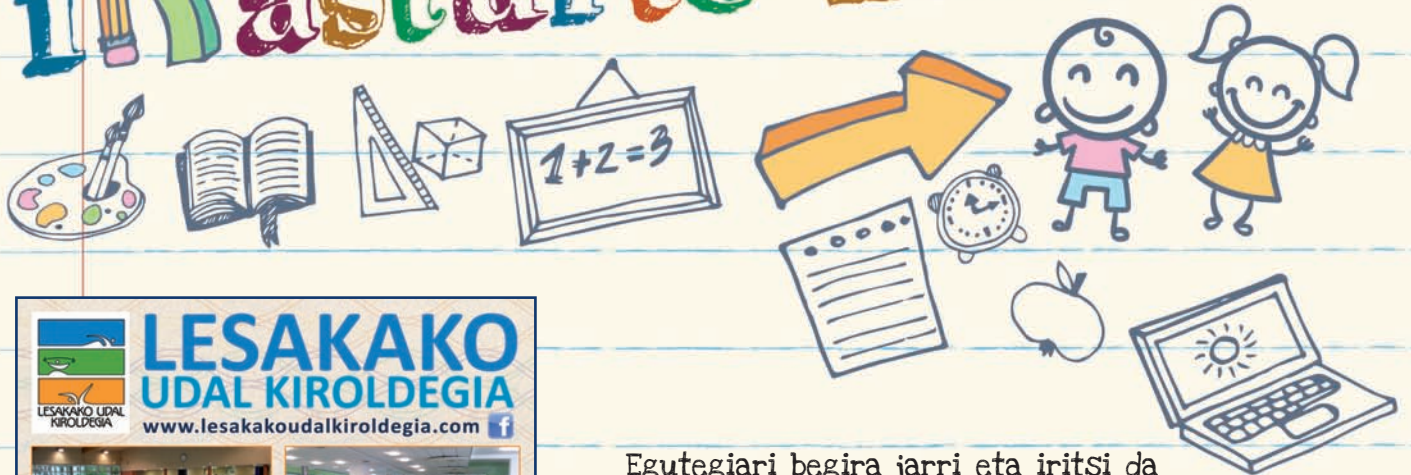 1+2=3
LESAKAKO
UDAL KIROLDEGIA
www.lesakakoudalkiroldegia.com
LESAKAKO UDAL
KIROLDEGIA
Egutegiari begira jarri eta iritsi da